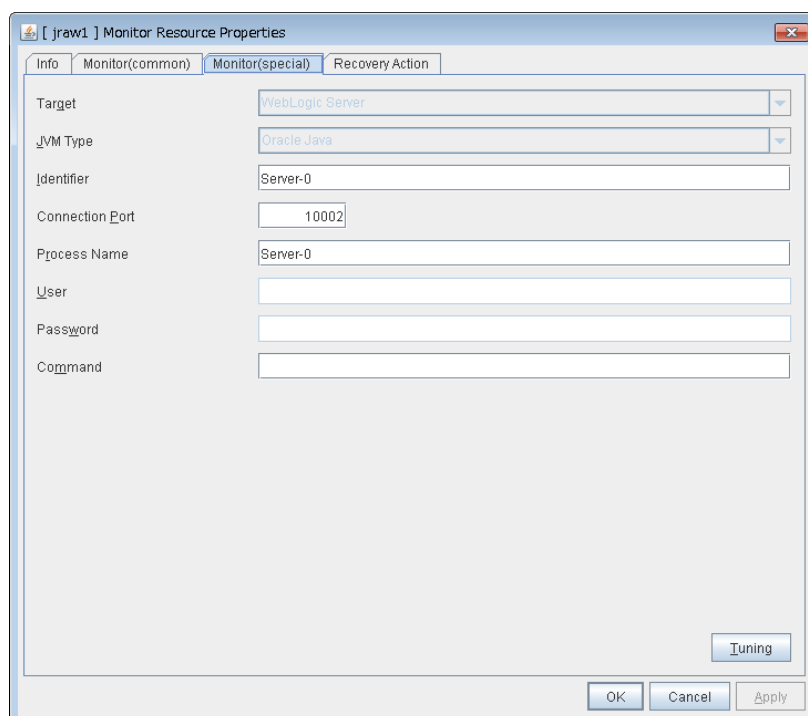 [ jraw1 ] Monitor Resource Properties
Info Monitor(common) Monitor(special) Recovery Action
Target WebLogic Server
JVM Type Oracle Java
Identifier Server-0
Connection Port 10002
Process Name Server-0
User
Password
Command
Tuning
OK Cancel Apply